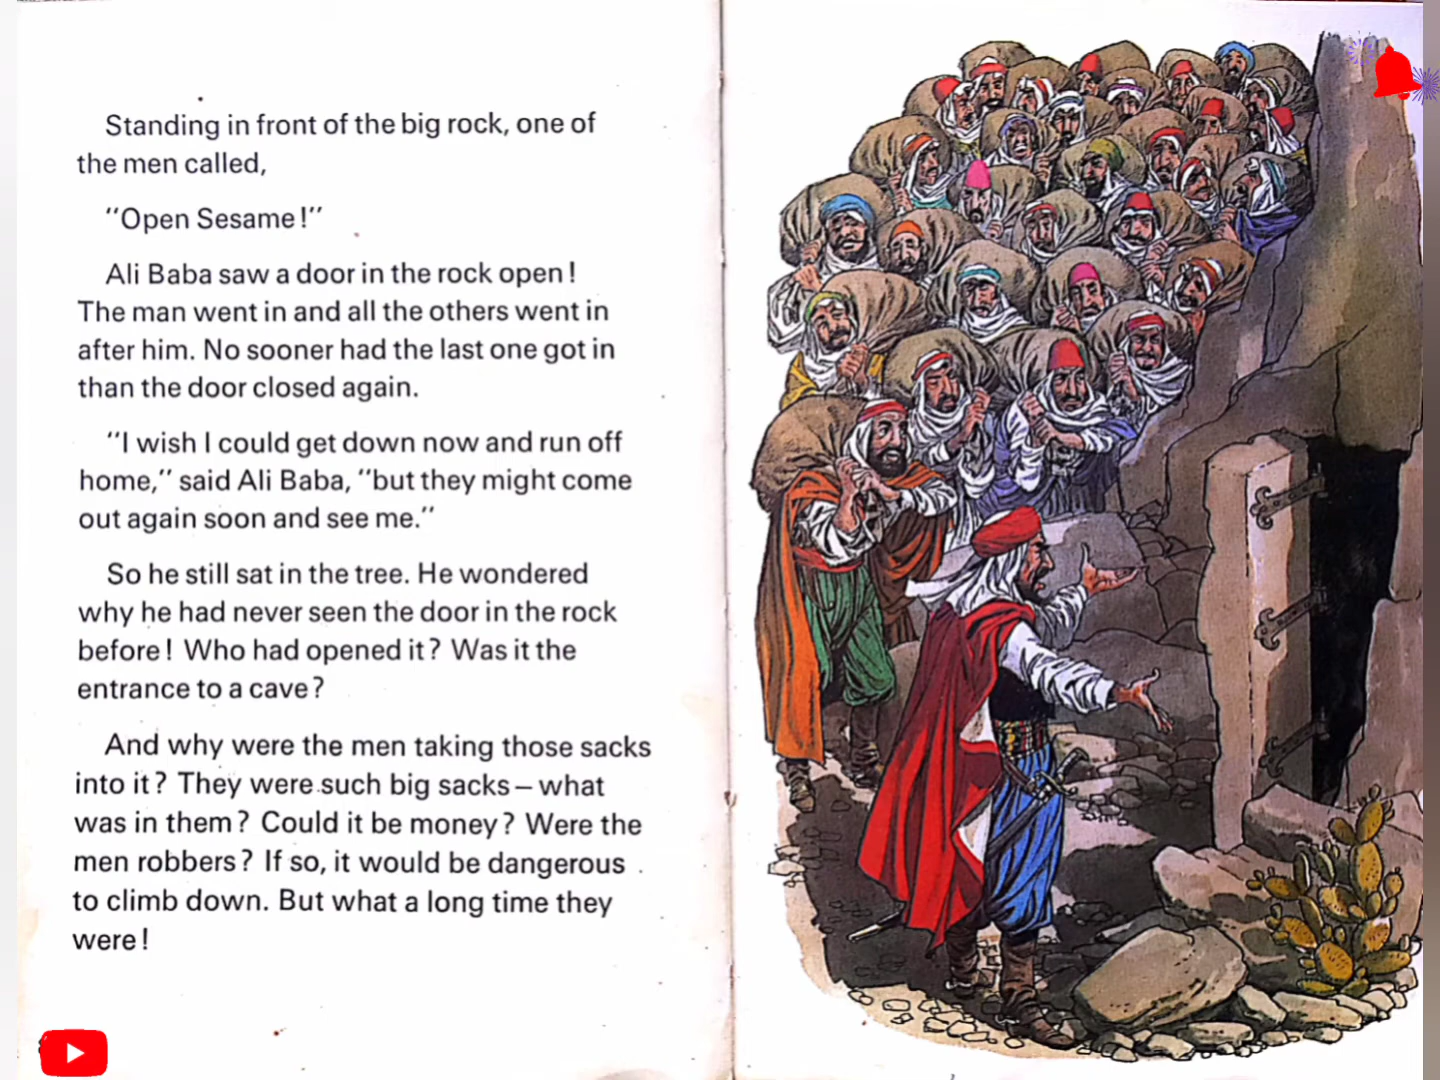 Standing in front of the big rock, one of
the men called,
"Open Sesame!"
Ali Baba saw a door in the rock open!
The man went in and all the others went in
after him. No sooner had the last one got in
than the door closed again.
"I wish I could get down now and run off
home," said Ali Baba, "but they might come
out again soon and see me."
So he still sat in the tree. He wondered
why he had never seen the door in the rock
before! Who had opened it? Was it the
entrance to a cave?
And why were the men taking those sacks
into it? They were such big sacks – what
was in them? Could it be money? Were the
men robbers? If so, it would be dangerous
to climb down. But what a long time they
were!